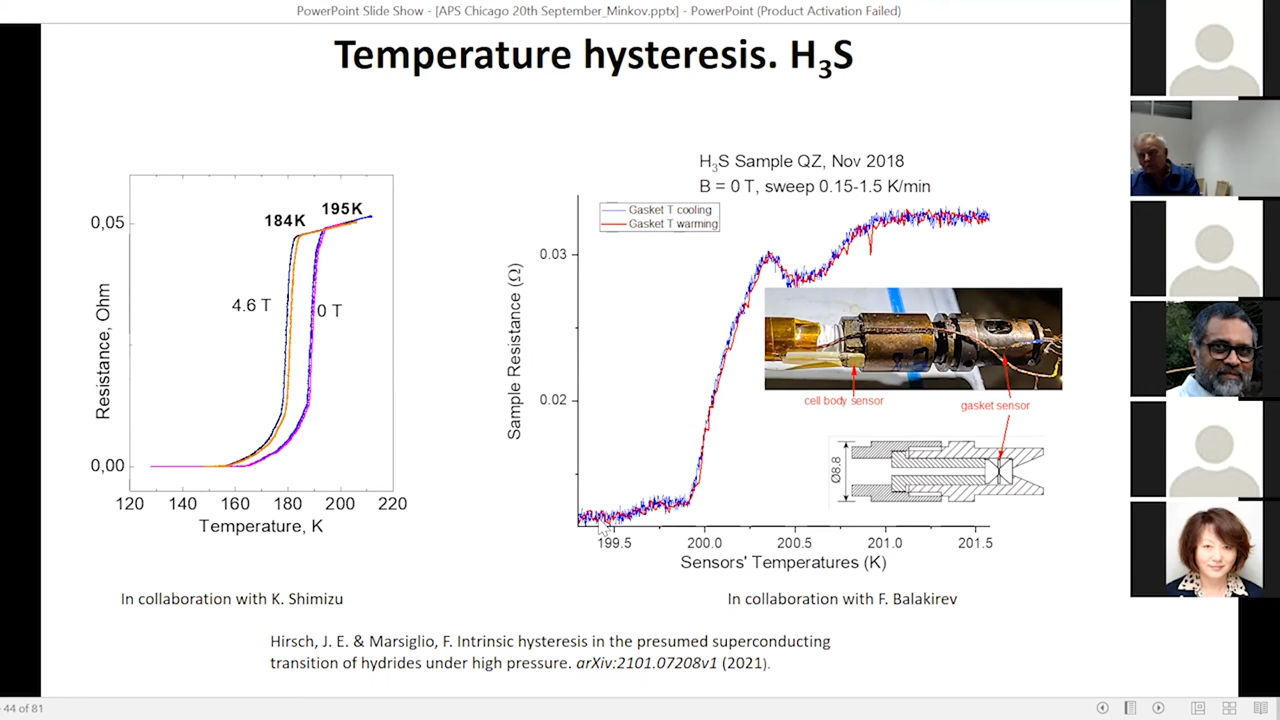 PowerPoint Slide Show - [APS Chicago 20th September_Minkov.pptx] - PowerPoint (Product Activation Failed)
Temperature hysteresis. H₃S
184K
195K
4.6 T
0 T
0,05
0,00
Resistance, Ohm
120 140 160 180 200 220
Temperature, K
H₃S Sample QZ, Nov 2018
B = 0 T, sweep 0.15-1.5 K/min
Gasket T cooling
Gasket T warming
0.03
0.02
Sample Resistance (Ω)
cell body sensor
gasket sensor
Ø8.8
199.5 200.0 200.5 201.0 201.5
Sensors' Temperatures (K)
In collaboration with K. Shimizu
In collaboration with F. Balakirev
Hirsch, J. E. & Marsiglio, F. Intrinsic hysteresis in the presumed superconducting
transition of hydrides under high pressure. arXiv:2101.07208v1 (2021).
44 of 81